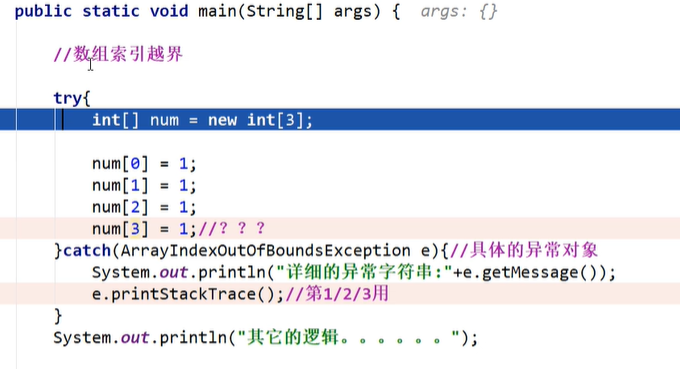 public static void main(String[] args) {  args: {}
//数组索引越界
try{
int[] num = new int[3];
num[0] = 1;
num[1] = 1;
num[2] = 1;
num[3] = 1;//？？？
}catch(ArrayIndexOutOfBoundsException e){//具体的异常对象
System.out.println("详细的异常字符串:"+e.getMessage());
e.printStackTrace();//第1/2/3用
}
System.out.println("其它的逻辑。。。。。。");